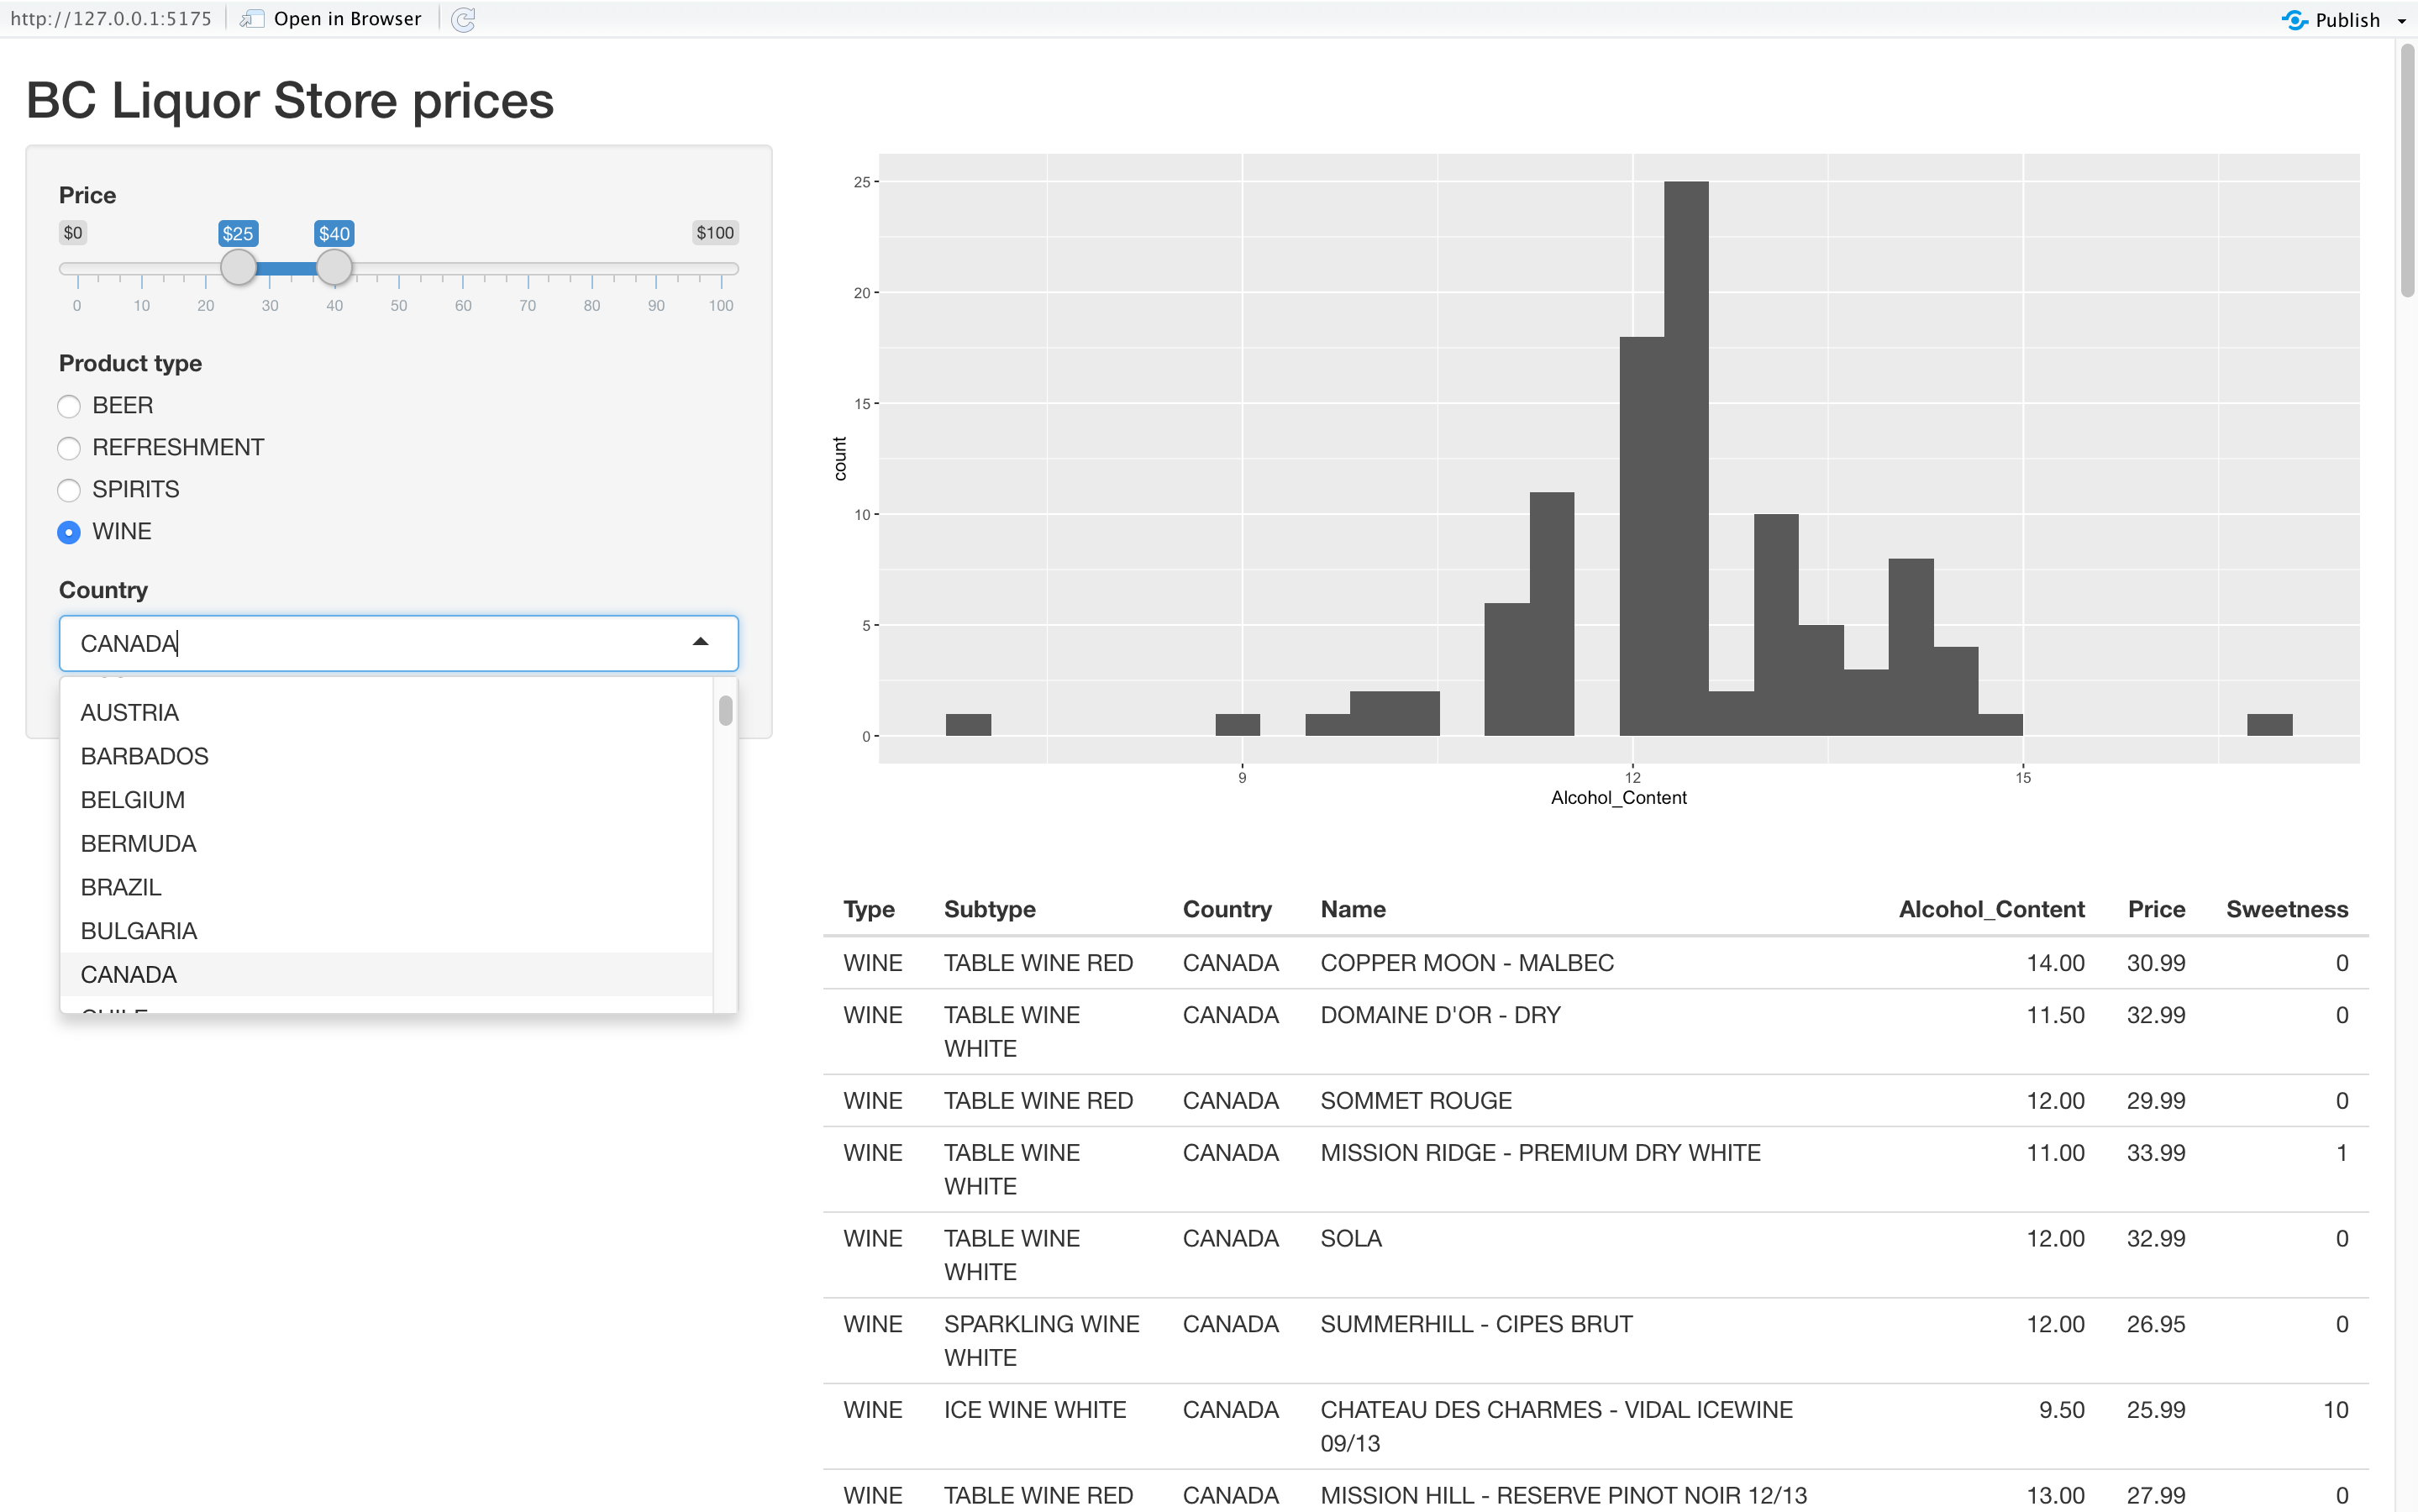 http://127.0.0.1:5175 Open in Browser Publish
BC Liquor Store prices
Price
$0 $25 $40 $100
0 10 20 30 40 50 60 70 80 90 100
Product type
BEER
REFRESHMENT
SPIRITS
WINE
Country
CANADA
AUSTRIA
BARBADOS
BELGIUM
BERMUDA
BRAZIL
BULGARIA
CANADA
25
20
15
10
5
0
count
9 12 15
Alcohol_Content
Type Subtype Country Name Alcohol_Content Price Sweetness
WINE TABLE WINE RED CANADA COPPER MOON - MALBEC 14.00 30.99 0
WINE TABLE WINE CANADA DOMAINE D'OR - DRY 11.50 32.99 0
WHITE
WINE TABLE WINE RED CANADA SOMMET ROUGE 12.00 29.99 0
WINE TABLE WINE CANADA MISSION RIDGE - PREMIUM DRY WHITE 11.00 33.99 1
WHITE
WINE TABLE WINE CANADA SOLA 12.00 32.99 0
WHITE
WINE SPARKLING WINE CANADA SUMMERHILL - CIPES BRUT 12.00 26.95 0
WHITE
WINE ICE WINE WHITE CANADA CHATEAU DES CHARMES - VIDAL ICEWINE 9.50 25.99 10
09/13
WINE TABLE WINE RED CANADA MISSION HILL - RESERVE PINOT NOIR 12/13 13.00 27.99 0